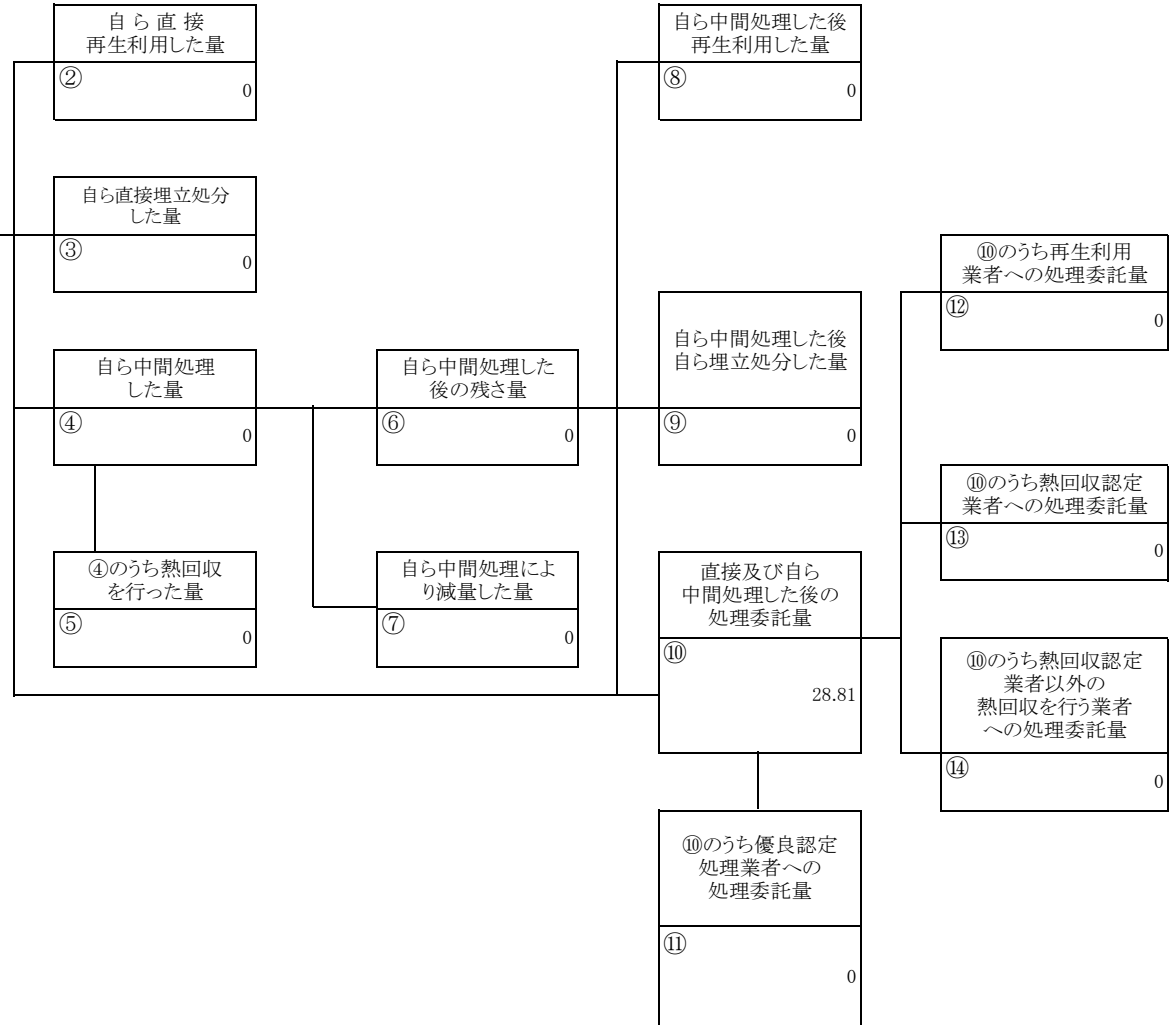 自 ら 直 接
再生利用した量
②
0
自ら中間処理した後
再生利用した量
⑧
0
自ら直接埋立処分
した量
③
0
⑩のうち再生利用
業者への処理委託量
⑫
0
自ら中間処理した後
自ら埋立処分した量
⑨
0
自ら中間処理
した量
④
0
自ら中間処理した
後の残さ量
⑥
0
⑩のうち熱回収認定
業者への処理委託量
⑬
0
④のうち熱回収
を行った量
⑤
0
自ら中間処理によ
り減量した量
⑦
0
直接及び自ら
中間処理した後の
処理委託量
⑩
28.81
⑩のうち熱回収認定
業者以外の
熱回収を行う業者
への処理委託量
⑭
0
⑩のうち優良認定
処理業者への
処理委託量
⑪
0